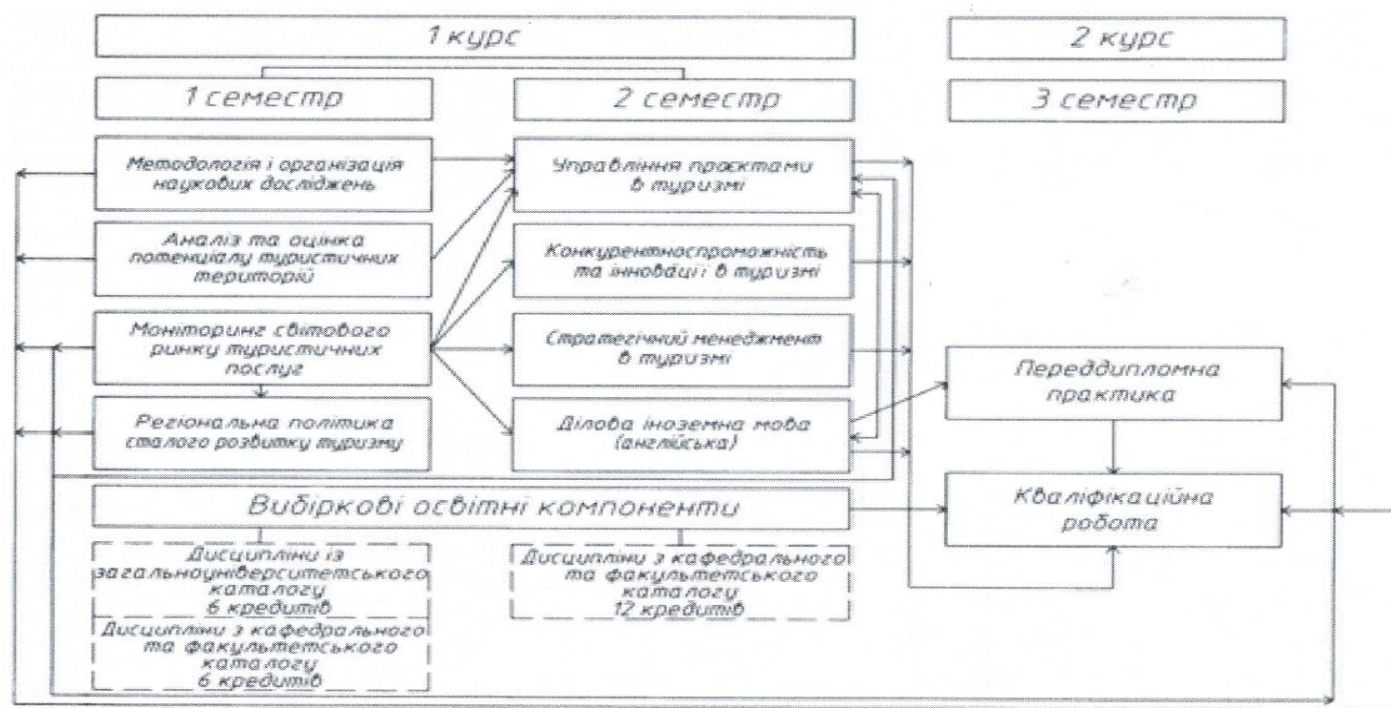 1 курс
2 курс
1 семестр
2 семестр
3 семестр
Методологія і організація
наукових досліджень
Управління проєктами
в туризмі
Аналіз та оцінка
потенціалу туристичних
територій
Конкурентноспроможність
та інновації в туризмі
Моніторинг світового
ринку туристичних
послуг
Стратегічний менеджмент
в туризмі
Переддипломна
практика
Регіональна політика
сталого розвитку туризму
Ділова іноземна мова
(англійська)
Кваліфікаційна
робота
Вибіркові освітні компоненти
Дисципліни із
загальноуніверситетського
каталогу
6 кредитів
Дисципліни з кафедрального
та факультетського
каталогу
12 кредитів
Дисципліни з кафедрального
та факультетського
каталогу
6 кредитів